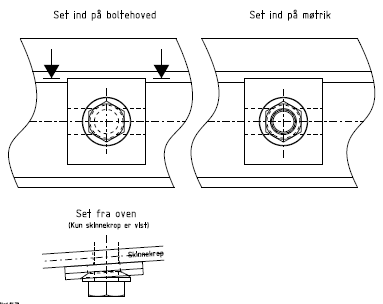 Set ind på boltehoved
Set ind på møtrik
Set fra oven
(Kun skinnekrop er vist)
Skinnekrop